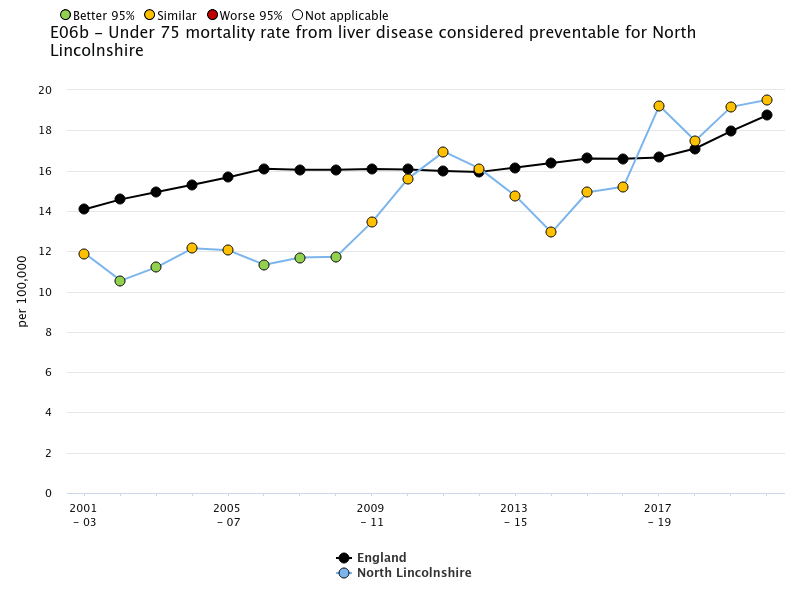 Better 95% Similar Worse 95% Not applicable
E06b – Under 75 mortality rate from liver disease considered preventable for North
Lincolnshire
20
18
16
14
12
10
8
6
4
2
0
per 100,000
2001 2005 2009 2013 2017
– 03 – 07 – 11 – 15 – 19
England
North Lincolnshire